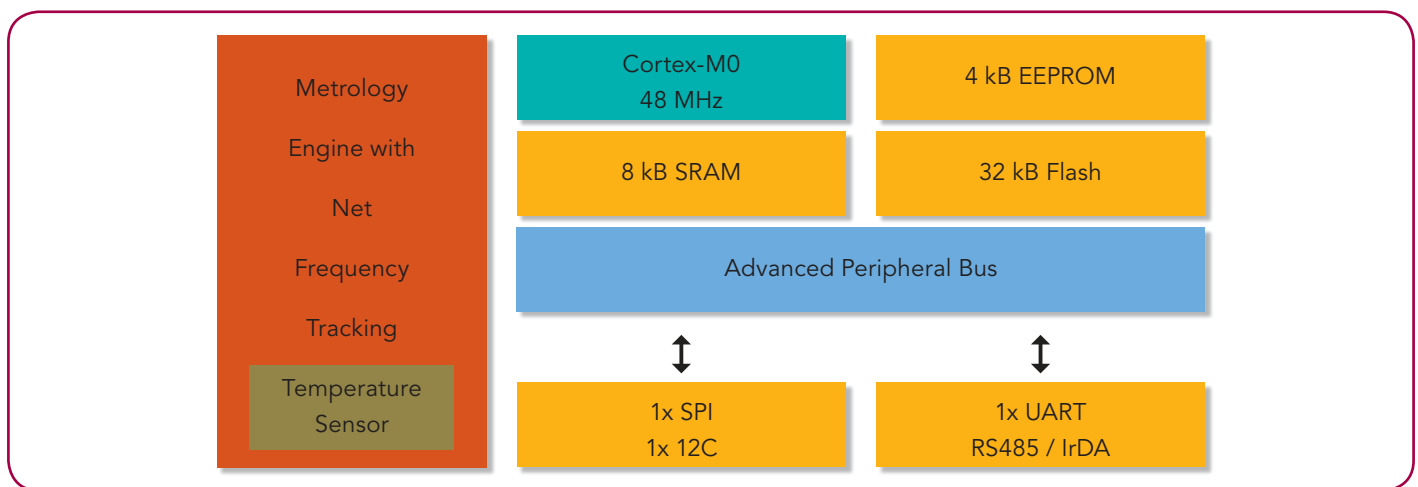 Metrology
Engine with
Net
Frequency
Tracking
Temperature
Sensor
Cortex-M0
48 MHz
4 kB EEPROM
8 kB SRAM
32 kB Flash
Advanced Peripheral Bus
1x SPI
1x 12C
1x UART
RS485 / IrDA